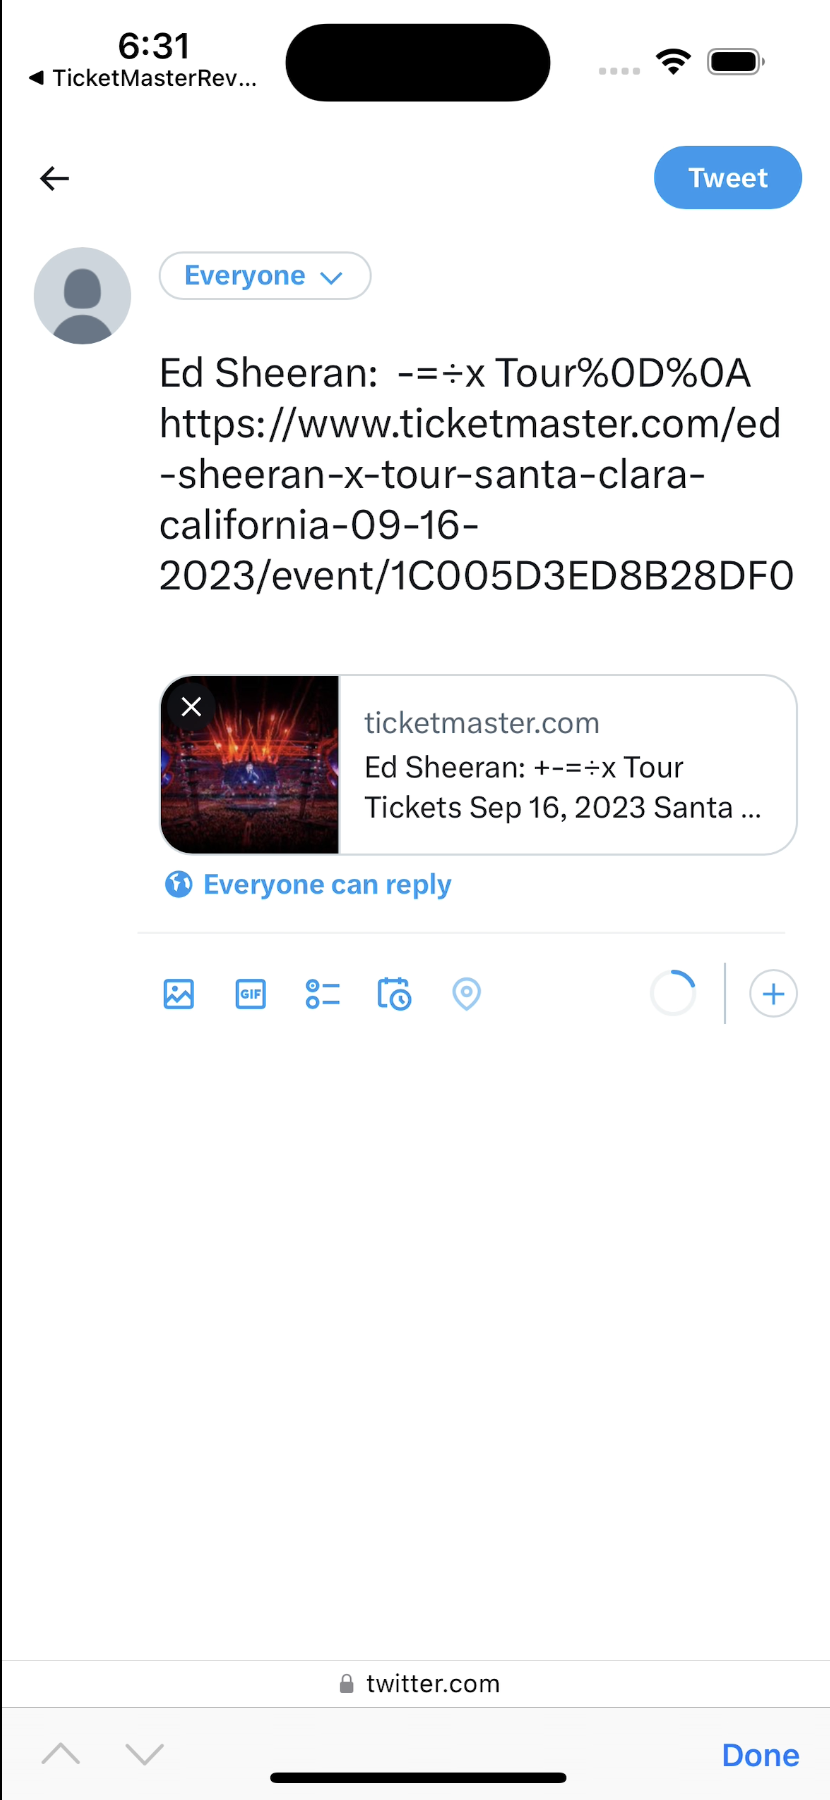 6:31
◀ TicketMasterRev...
Tweet
Everyone
Ed Sheeran:  -=÷x Tour%0D%0A
https://www.ticketmaster.com/ed
-sheeran-x-tour-santa-clara-
california-09-16-
2023/event/1C005D3ED8B28DF0
ticketmaster.com
Ed Sheeran: +-=÷x Tour
Tickets Sep 16, 2023 Santa ...
Everyone can reply
GIF
twitter.com
Done